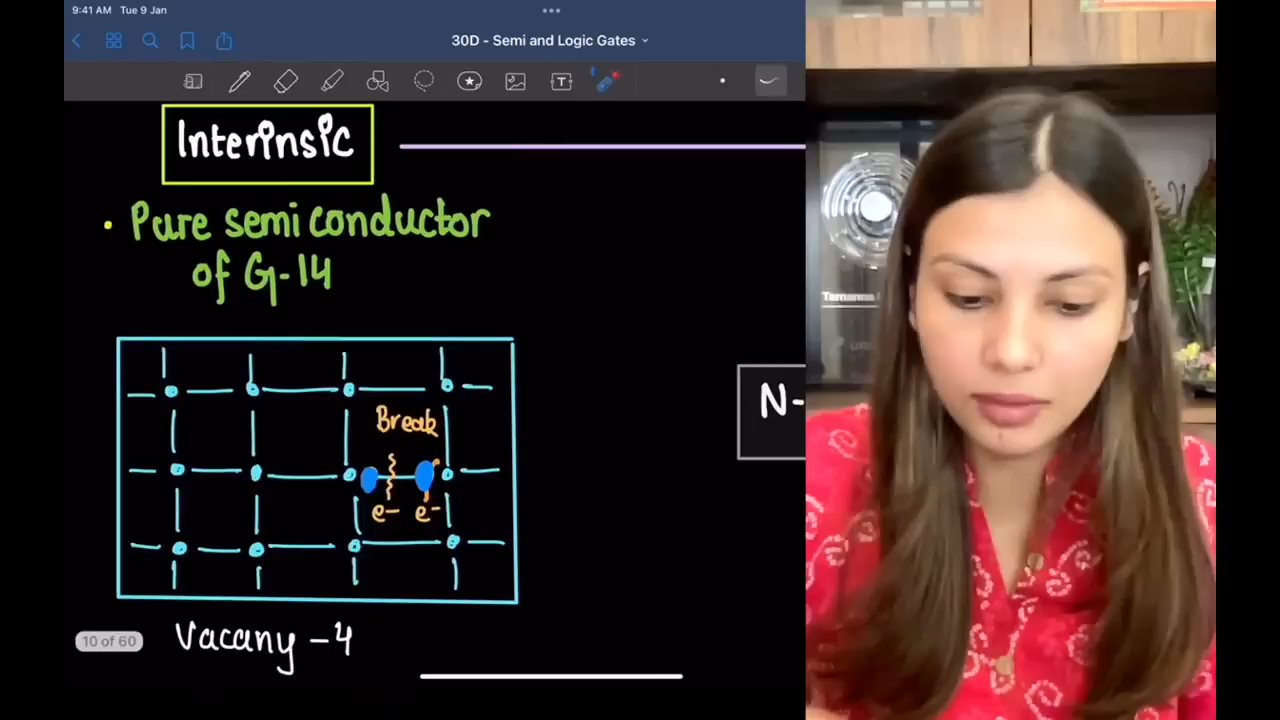 9:41 AM Tue 9 Jan
30D - Semi and Logic Gates
T
Interinsic
• Pure semi conductor
of G-14
N-
Break
e- e-
10 of 60
Vacany - 4